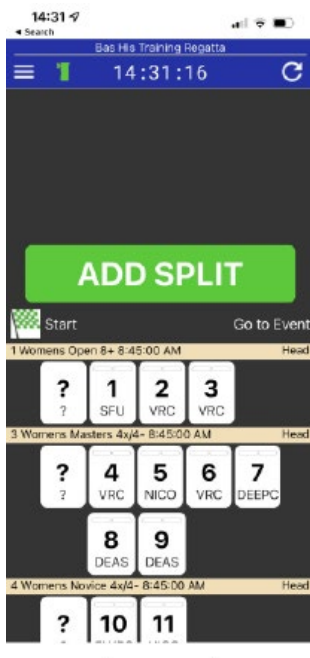 14:31
◂ Search
Bas His Training Regatta
1 14:31:16
ADD SPLIT
Start Go to Event
1 Womens Open 8+ 8:45:00 AM Head
? 1 2 3
? SFU VRC VRC
3 Womens Masters 4x/4- 8:45:00 AM Head
? 4 5 6 7
? VRC NICO VRC DEEPC
8 9
DEAS DEAS
4 Womens Novice 4x/4- 8:45:00 AM Head
? 10 11